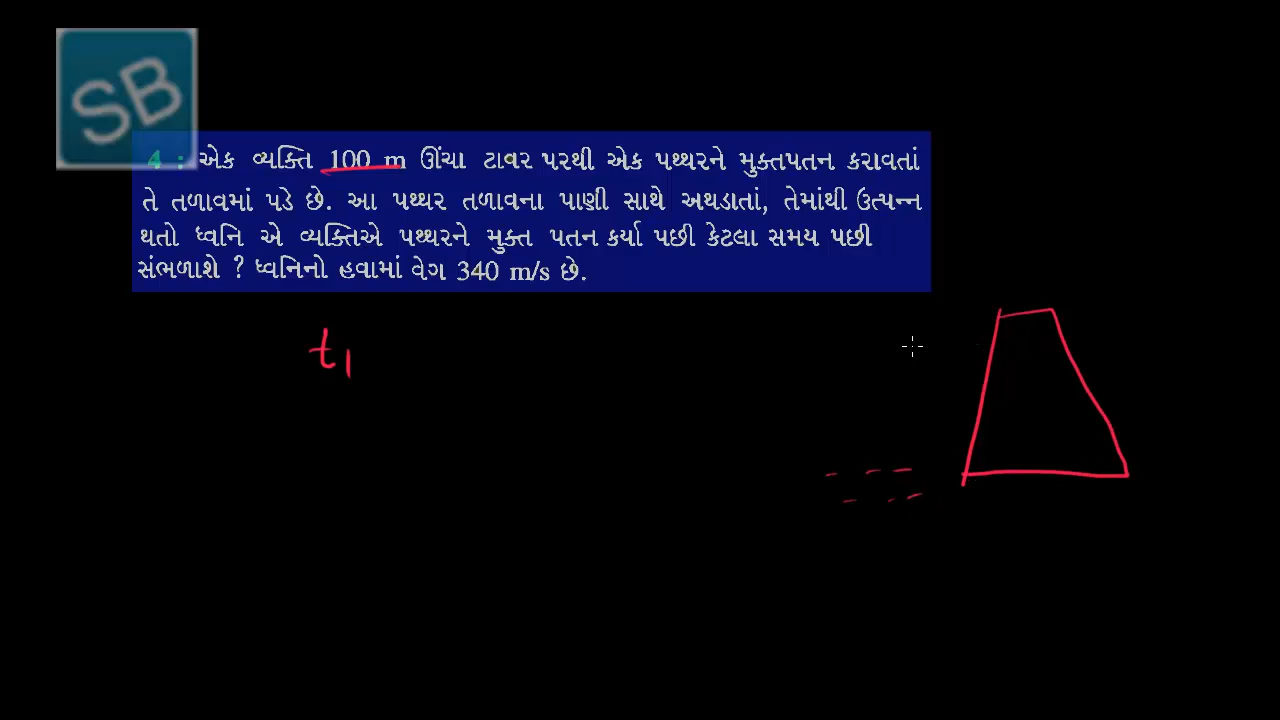 SB
4 : એક વ્યક્તિ 100 m ઊંચા ટાવર પરથી એક પથ્થરને મુક્તપતન કરાવતાં
તે તળાવમાં પડે છે. આ પથ્થર તળાવના પાણી સાથે અથડાતાં, તેમાંથી ઉત્પન્ન
થતો ધ્વનિ એ વ્યક્તિએ પથ્થરને મુક્ત પતન કર્યા પછી કેટલા સમય પછી
સંભળાશે ? ધ્વનિનો હવામાં વેગ 340 m/s છે.
t₁